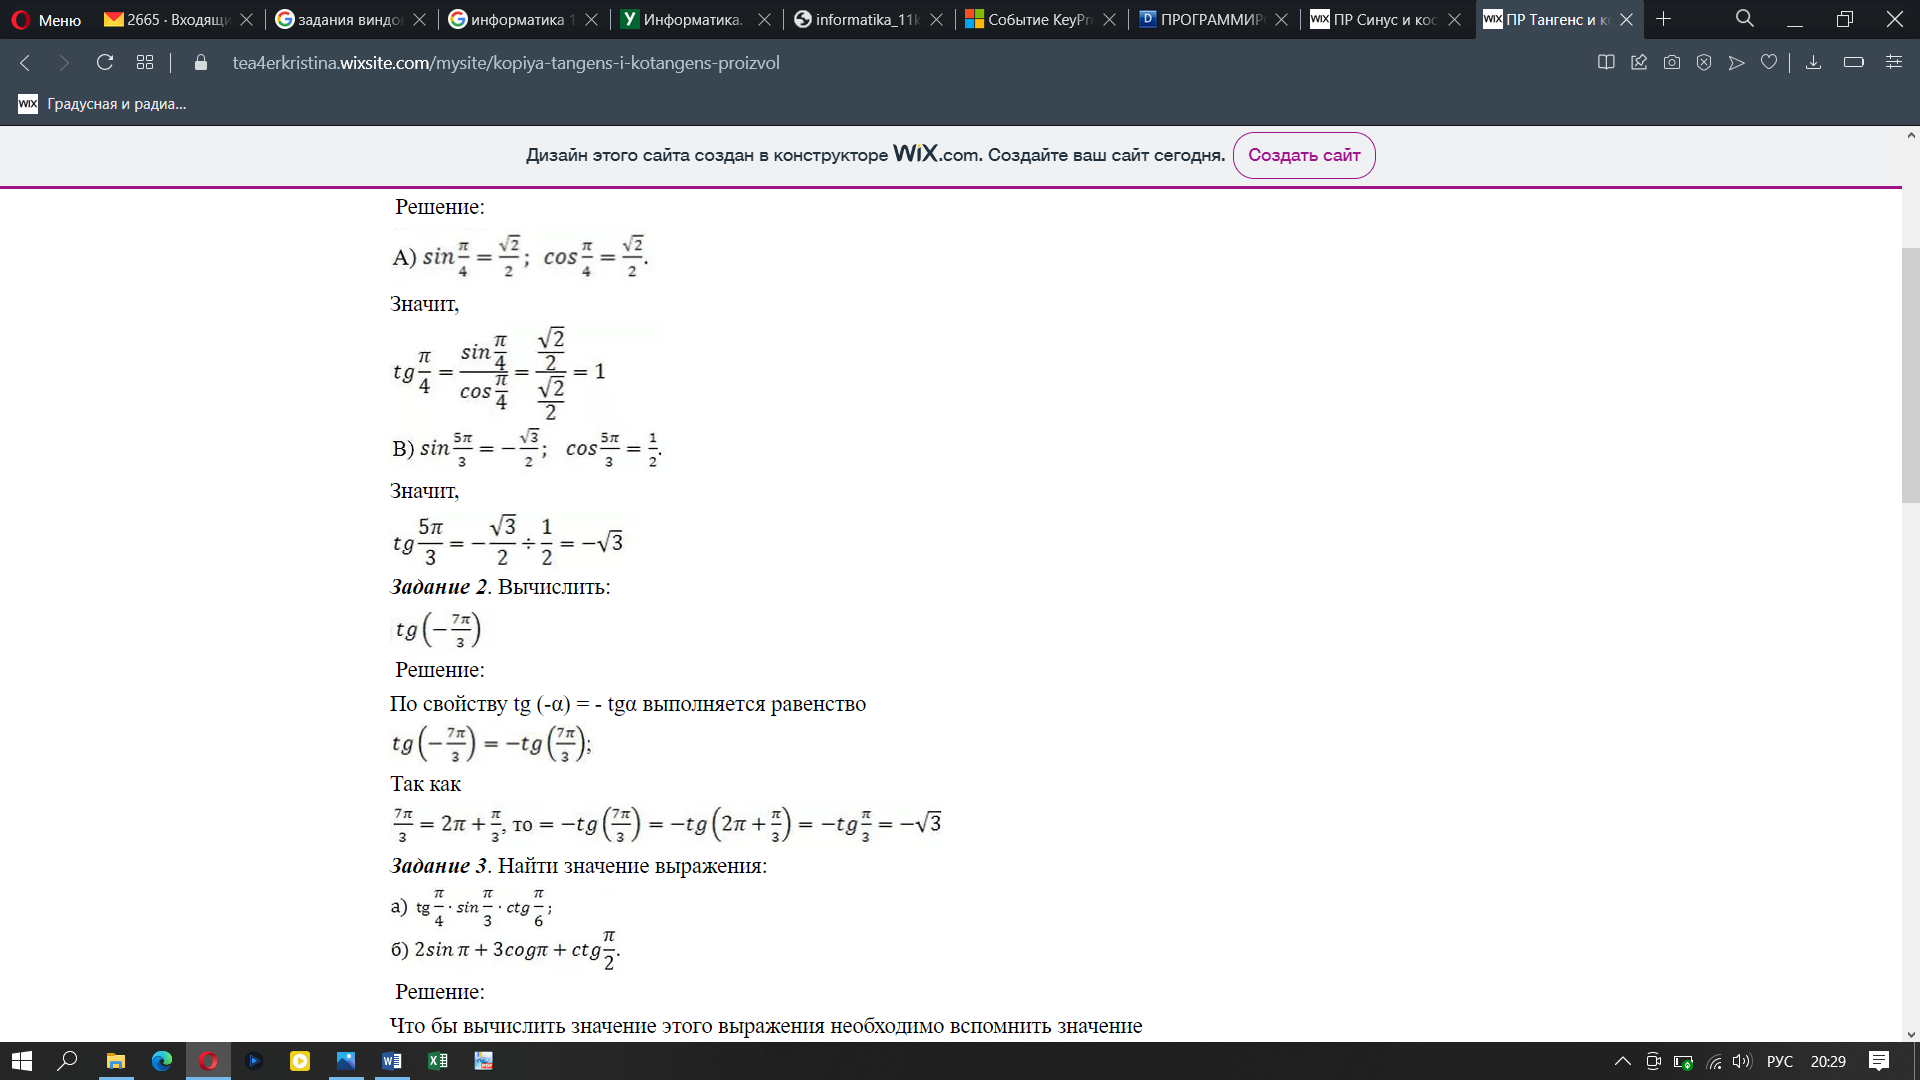 Меню
2665 · Входящи
задания виндо
информатика 1
Информатика.
informatika_11k
Событие KeyPr
ПРОГРАММИР
ПР Синус и кос
ПР Тангенс и к
tea4erkristina.wixsite.com/mysite/kopiya-tangens-i-kotangens-proizvol
WIX Градусная и радиа...
Дизайн этого сайта создан в конструкторе WiX.com. Создайте ваш сайт сегодня. Создать сайт
Решение:
А) sin π/4 = √2/2; cos π/4 = √2/2.
Значит,
tg π/4 = (sin π/4)/(cos π/4) = (√2/2)/(√2/2) = 1
В) sin 5π/3 = −√3/2; cos 5π/3 = 1/2.
Значит,
tg 5π/3 = −√3/2 ÷ 1/2 = −√3
Задание 2. Вычислить:
tg(−7π/3)
Решение:
По свойству tg (-α) = - tgα выполняется равенство
tg(−7π/3) = −tg(7π/3);
Так как
7π/3 = 2π + π/3, то = −tg(7π/3) = −tg(2π + π/3) = −tg π/3 = −√3
Задание 3. Найти значение выражения:
а) tg π/4 · sin π/3 · ctg π/6;
б) 2sin π + 3cogπ + ctg π/2.
Решение:
Что бы вычислить значение этого выражения необходимо вспомнить значение
РУС
20:29